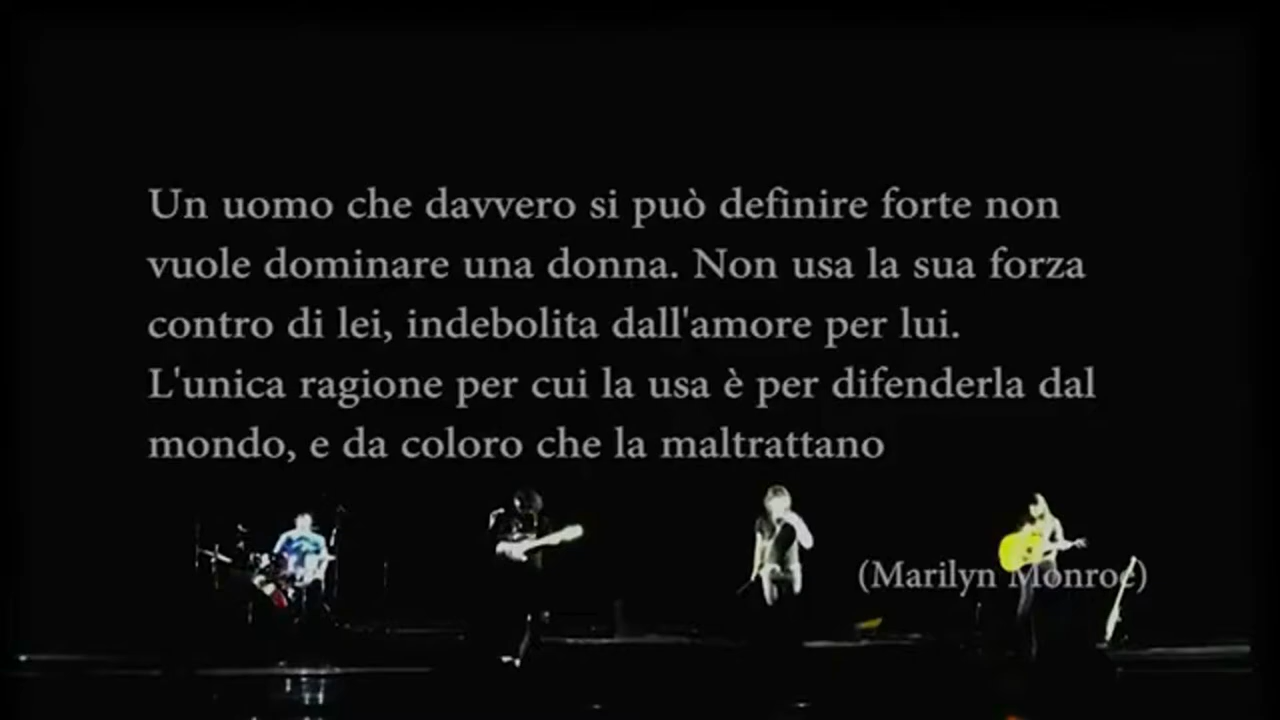 Un uomo che davvero si può definire forte non
vuole dominare una donna. Non usa la sua forza
contro di lei, indebolita dall'amore per lui.
L'unica ragione per cui la usa è per difenderla dal
mondo, e da coloro che la maltrattano
(Marilyn Monroe)